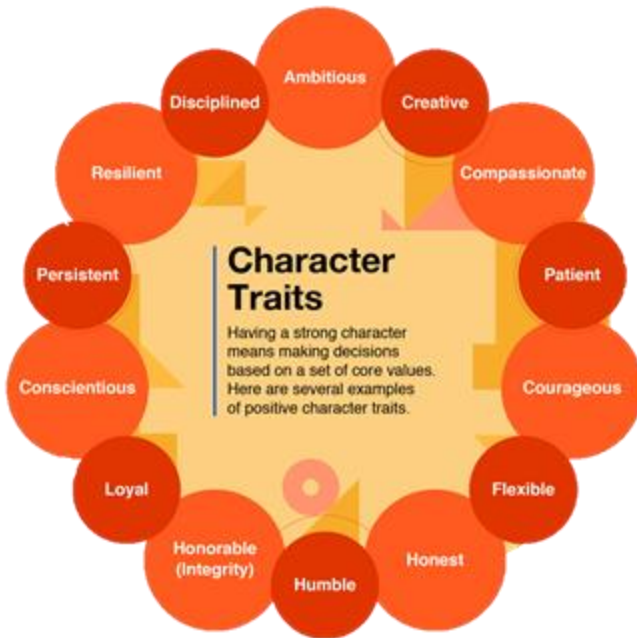 Ambitious
Disciplined
Creative
Resilient
Compassionate
Character
Traits
Persistent
Patient
Having a strong character
means making decisions
based on a set of core values.
Here are several examples
of positive character traits.
Conscientious
Courageous
Loyal
Flexible
Honorable
(Integrity)
Honest
Humble